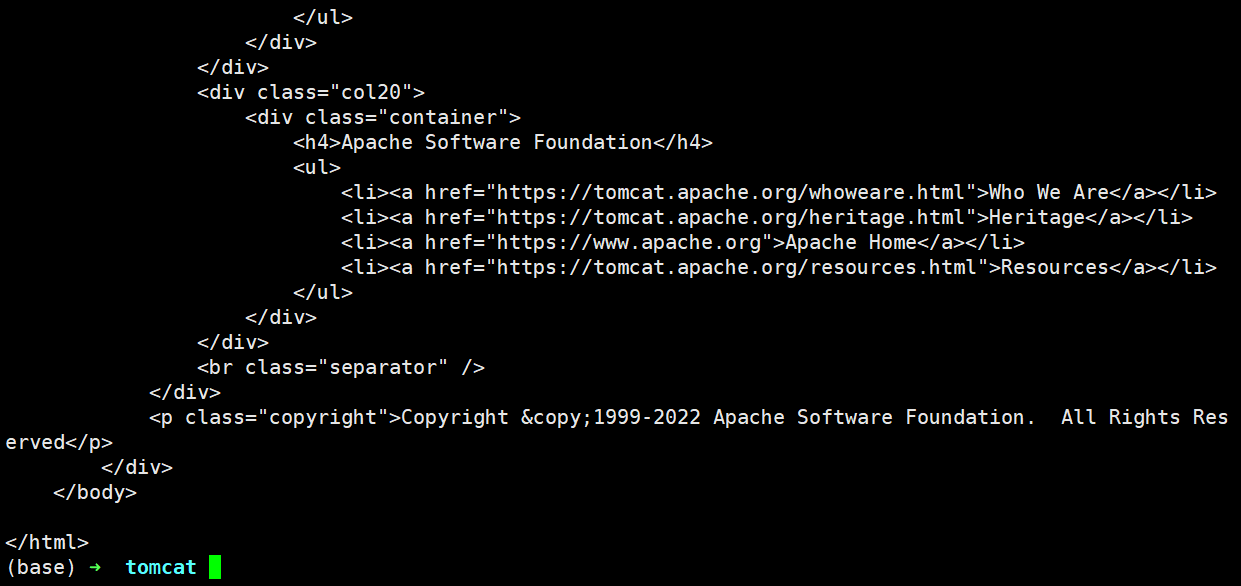 </ul>
                    </div>
                </div>
                <div class="col20">
                    <div class="container">
                        <h4>Apache Software Foundation</h4>
                        <ul>
                            <li><a href="https://tomcat.apache.org/whoweare.html">Who We Are</a></li>
                            <li><a href="https://tomcat.apache.org/heritage.html">Heritage</a></li>
                            <li><a href="https://www.apache.org">Apache Home</a></li>
                            <li><a href="https://tomcat.apache.org/resources.html">Resources</a></li>
                        </ul>
                    </div>
                </div>
                <br class="separator" />
            </div>
            <p class="copyright">Copyright &copy;1999-2022 Apache Software Foundation.  All Rights Res
erved</p>
        </div>
    </body>

</html>
(base) ➜  tomcat